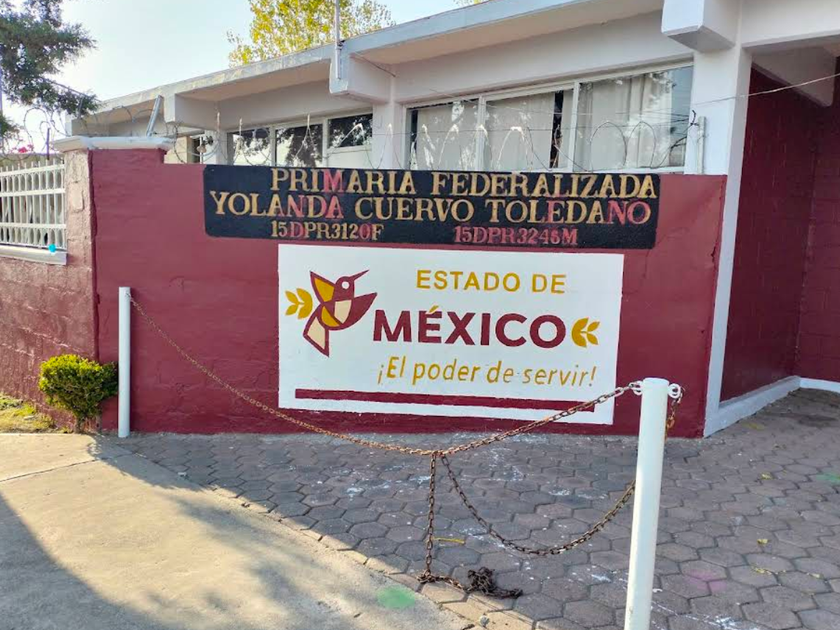 PRIMARIA FEDERALIZADA
YOLANDA CUERVO TOLEDANO
15DPR3120F 15DPR3246M
ESTADO DE
MÉXICO
¡El poder de servir!